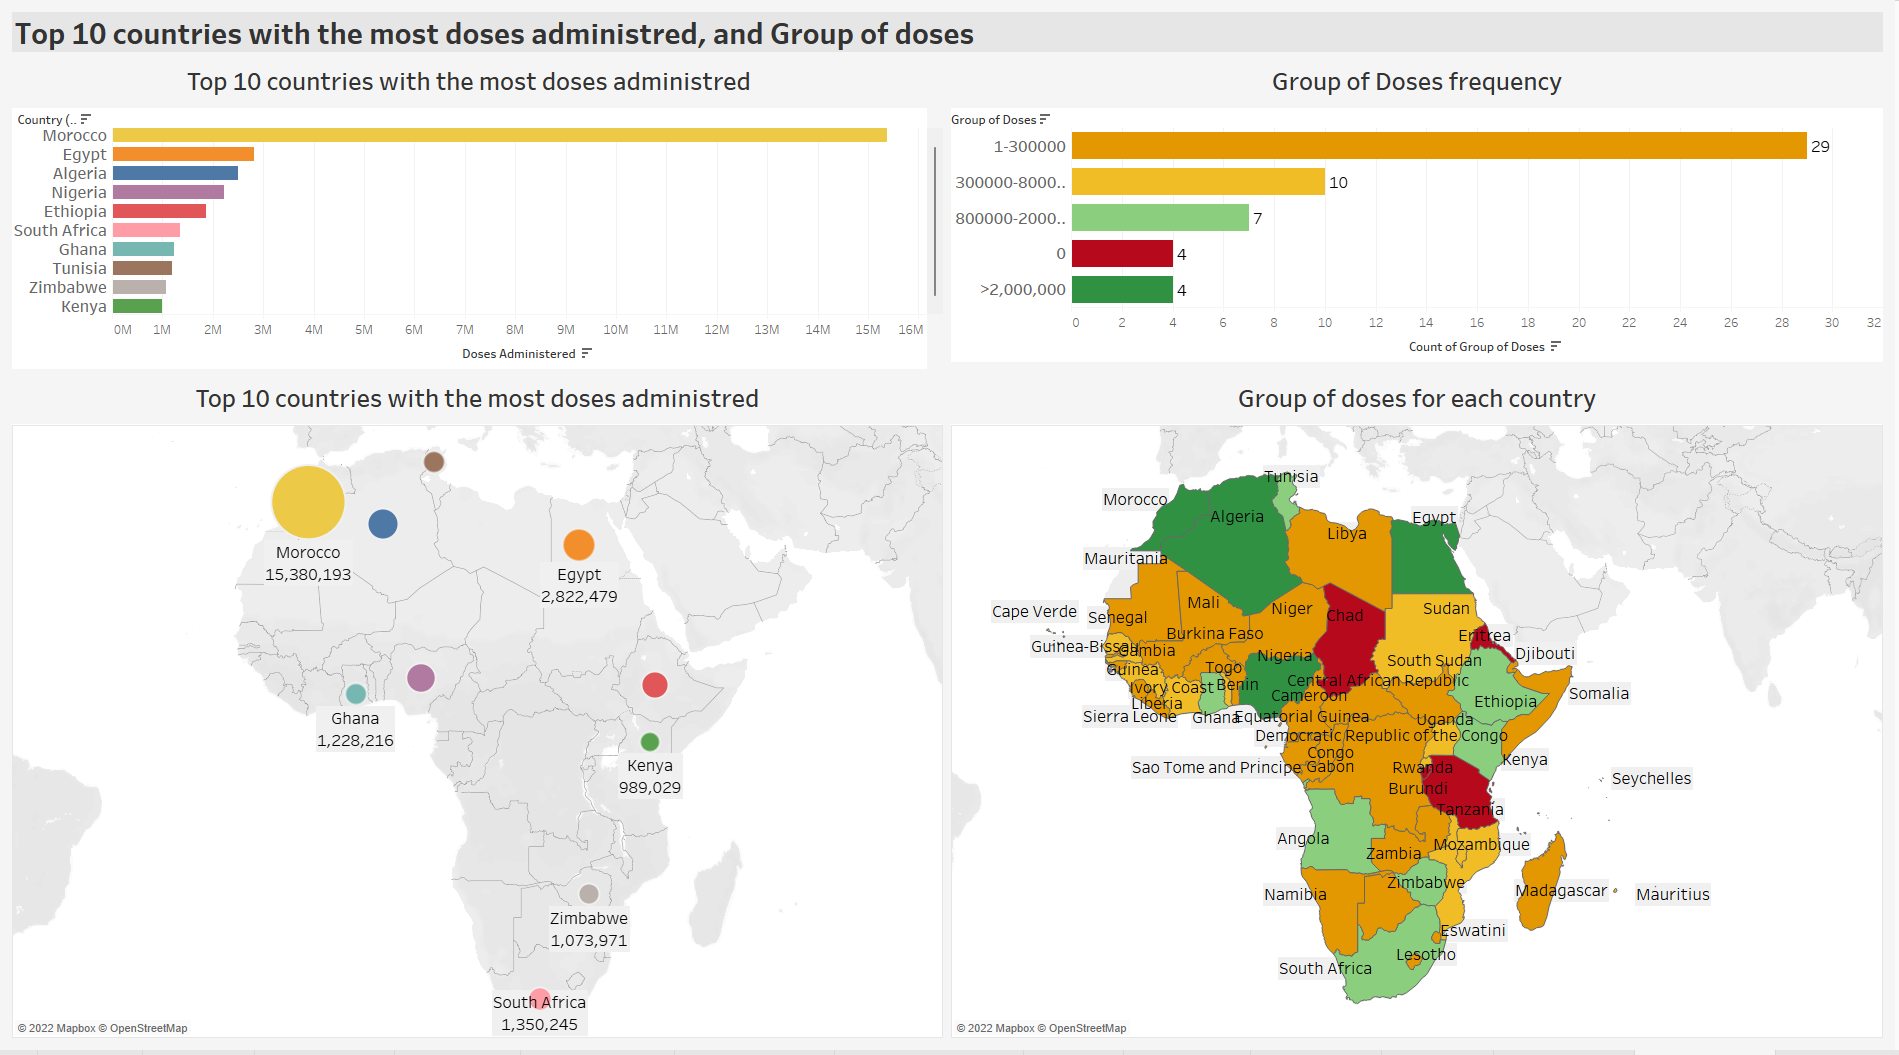 Top 10 countries with the most doses administred, and Group of doses
Top 10 countries with the most doses administred
Country (..
Morocco
Egypt
Algeria
Nigeria
Ethiopia
South Africa
Ghana
Tunisia
Zimbabwe
Kenya
0M 1M 2M 3M 4M 5M 6M 7M 8M 9M 10M 11M 12M 13M 14M 15M 16M
Doses Administered
Group of Doses frequency
Group of Doses
1-300000 29
300000-8000.. 10
800000-2000.. 7
0 4
>2,000,000 4
0 2 4 6 8 10 12 14 16 18 20 22 24 26 28 30 32
Count of Group of Doses
Top 10 countries with the most doses administred
Morocco
15,380,193
Egypt
2,822,479
Ghana
1,228,216
Kenya
989,029
Zimbabwe
1,073,971
South Africa
1,350,245
© 2022 Mapbox © OpenStreetMap
Group of doses for each country
Tunisia
Morocco
Algeria
Egypt
Libya
Mauritania
Mali
Niger
Chad
Sudan
Cape Verde
Senegal
Burkina Faso
Eritrea
Guinea-Bissau
Gambia
Nigeria
South Sudan
Djibouti
Guinea
Togo
Central African Republic
Ivory Coast
Benin
Cameroon
Ethiopia
Somalia
Liberia
Sierra Leone
Ghana
Equatorial Guinea
Uganda
Democratic Republic of the Congo
Congo
Kenya
Sao Tome and Principe
Gabon
Rwanda
Seychelles
Burundi
Tanzania
Angola
Zambia
Mozambique
Zimbabwe
Namibia
Madagascar
Mauritius
Eswatini
Lesotho
South Africa
© 2022 Mapbox © OpenStreetMap